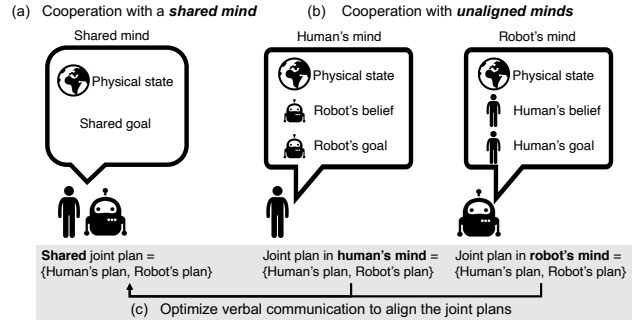 (a) Cooperation with a shared mind
(b) Cooperation with unaligned minds
Shared mind
Physical state
Shared goal
Human's mind
Physical state
Robot's belief
Robot's goal
Robot's mind
Physical state
Human's belief
Human's goal
Shared joint plan =
{Human's plan, Robot's plan}
Joint plan in human's mind =
{Human's plan, Robot's plan}
Joint plan in robot's mind =
{Human's plan, Robot's plan}
(c) Optimize verbal communication to align the joint plans